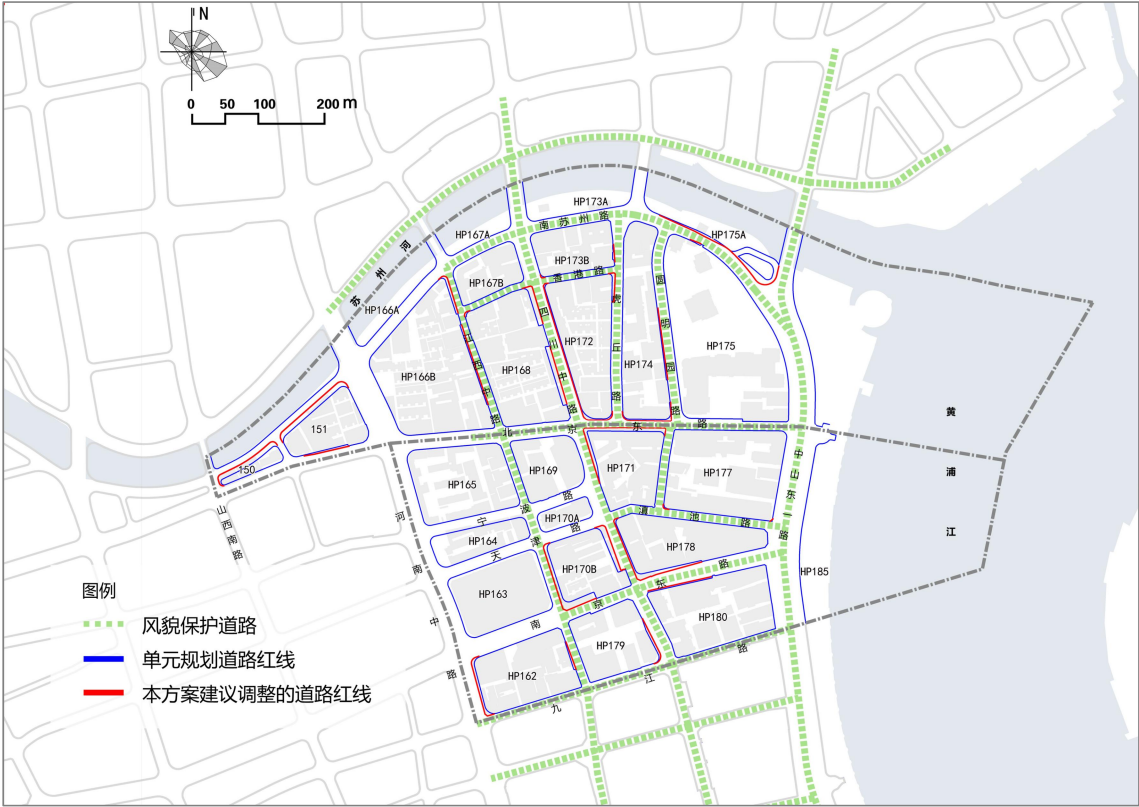 N
0 50 100 200 m
HP173A
南苏州路
HP167A
HP175A
苏州河
HP173B
香港路
HP167B
HP166A
四川中路
虎丘路
圆明园路
江西中路
HP172
HP174
HP175
HP166B
HP168
黄浦江
151
150
北京东路
HP169
HP171
HP177
HP165
中山东一路
山西南路
河南中路
宁波路
HP170A
滇池路
HP164
天津路
HP178
HP170B
HP185
HP163
南京东路
HP180
HP179
HP162
九江路
图例
风貌保护道路
单元规划道路红线
本方案建议调整的道路红线